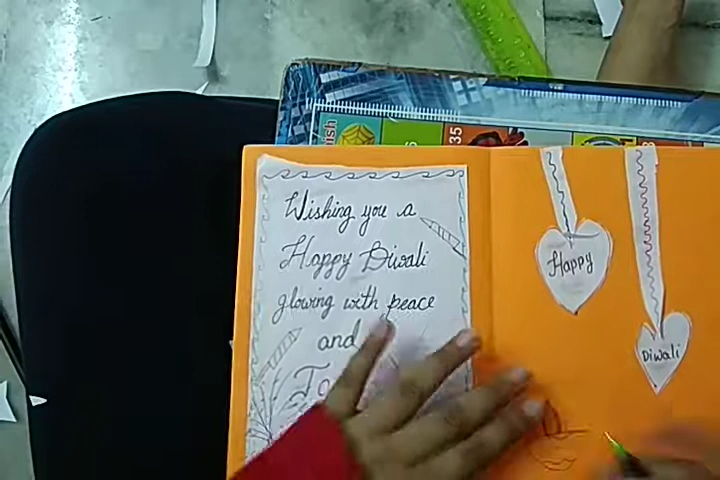 Wishing you a
Happy Diwali
glowing with peace
and
Happy
Diwali
35